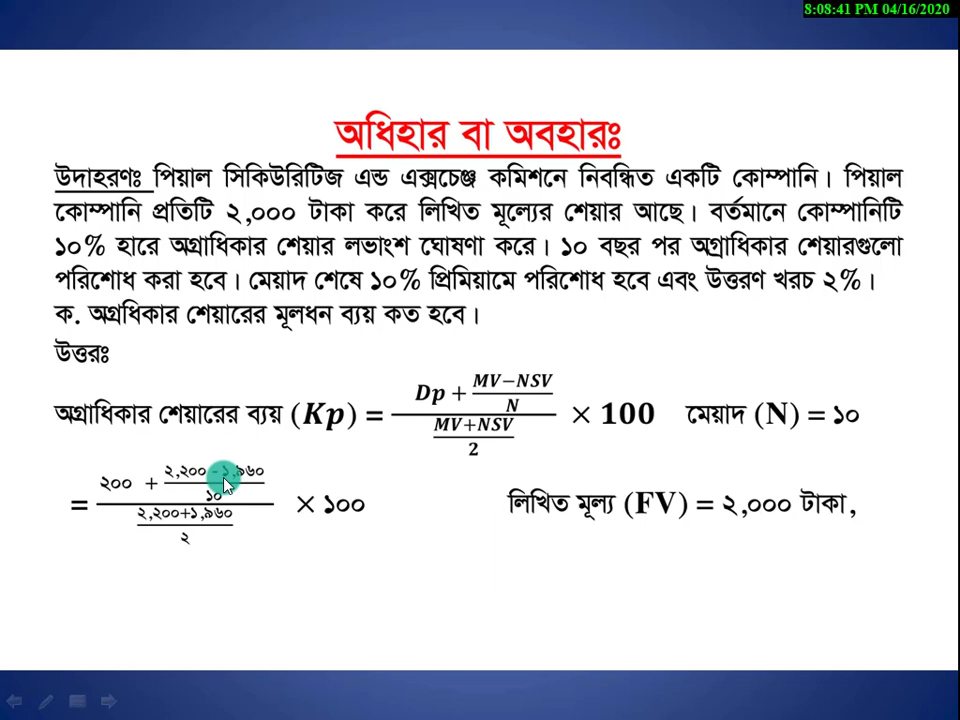 8:08:41 PM 04/16/2020
অধিহার বা অবহারঃ
উদাহরণঃ পিয়াল সিকিউরিটিজ এন্ড এক্সচেঞ্জ কমিশনে নিবন্ধিত একটি কোম্পানি। পিয়াল
কোম্পানি প্রতিটি ২,০০০ টাকা করে লিখিত মূল্যের শেয়ার আছে। বর্তমানে কোম্পানিটি
১০% হারে অগ্রাধিকার শেয়ার লভাংশ ঘোষণা করে। ১০ বছর পর অগ্রাধিকার শেয়ারগুলো
পরিশোধ করা হবে। মেয়াদ শেষে ১০% প্রিমিয়ামে পরিশোধ হবে এবং উত্তরণ খরচ ২%।
ক. অগ্রধিকার শেয়ারের মূলধন ব্যয় কত হবে।
উত্তরঃ
অগ্রাধিকার শেয়ারের ব্যয় (Kp) = (Dp + (MV−NSV)/N) / ((MV+NSV)/2) × 100 মেয়াদ (N) = ১০
= (২০০ + (২,২০০ - ১,৯৬০)/১০) / ((২,২০০+১,৯৬০)/২) × ১০০ লিখিত মূল্য (FV) = ২,০০০ টাকা,